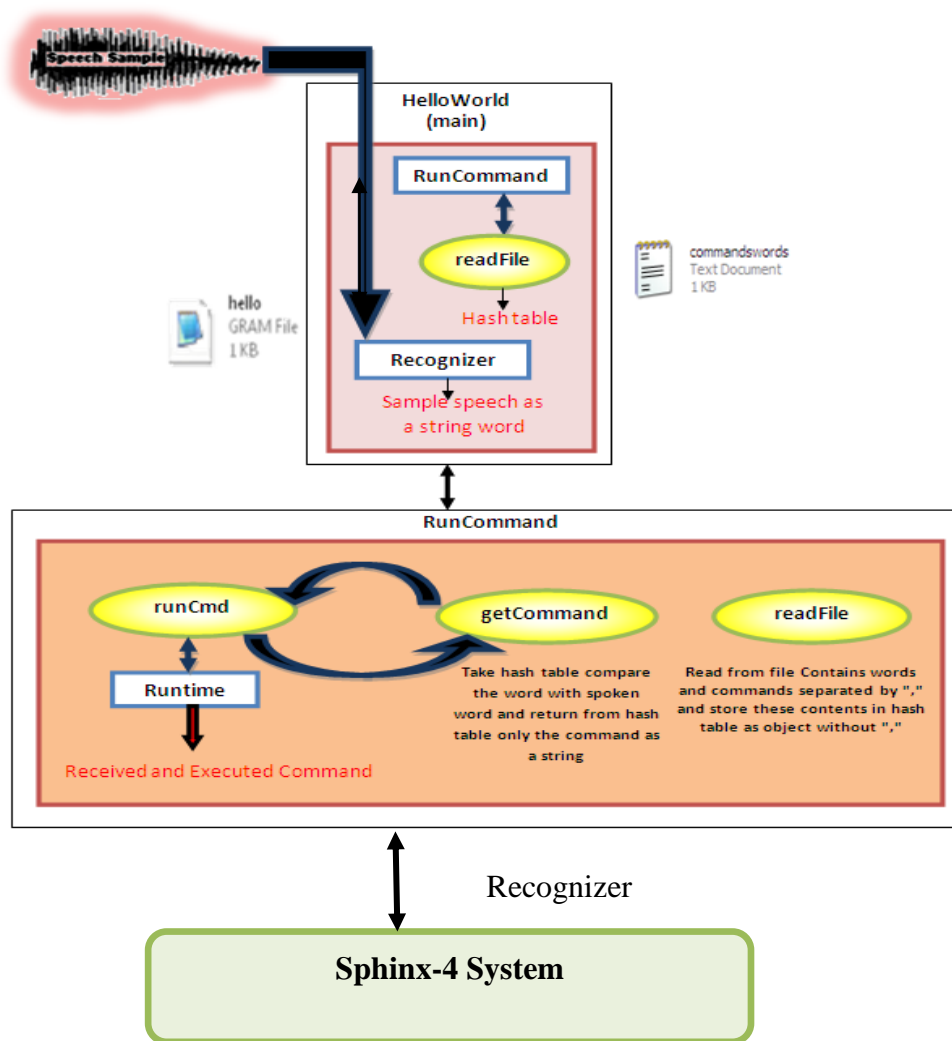 Speech Sample
HelloWorld
(main)
RunCommand
readFile
Hash table
commandswords
Text Document
1 KB
hello
GRAM File
1 KB
Recognizer
Sample speech as
a string word
RunCommand
runCmd
getCommand
readFile
Runtime
Take hash table compare
the word with spoken
word and return from hash
table only the command as
a string
Read from file Contains words
and commands separated by ","
and store these contents in hash
table as object without ","
Received and Executed Command
Recognizer
Sphinx-4 System